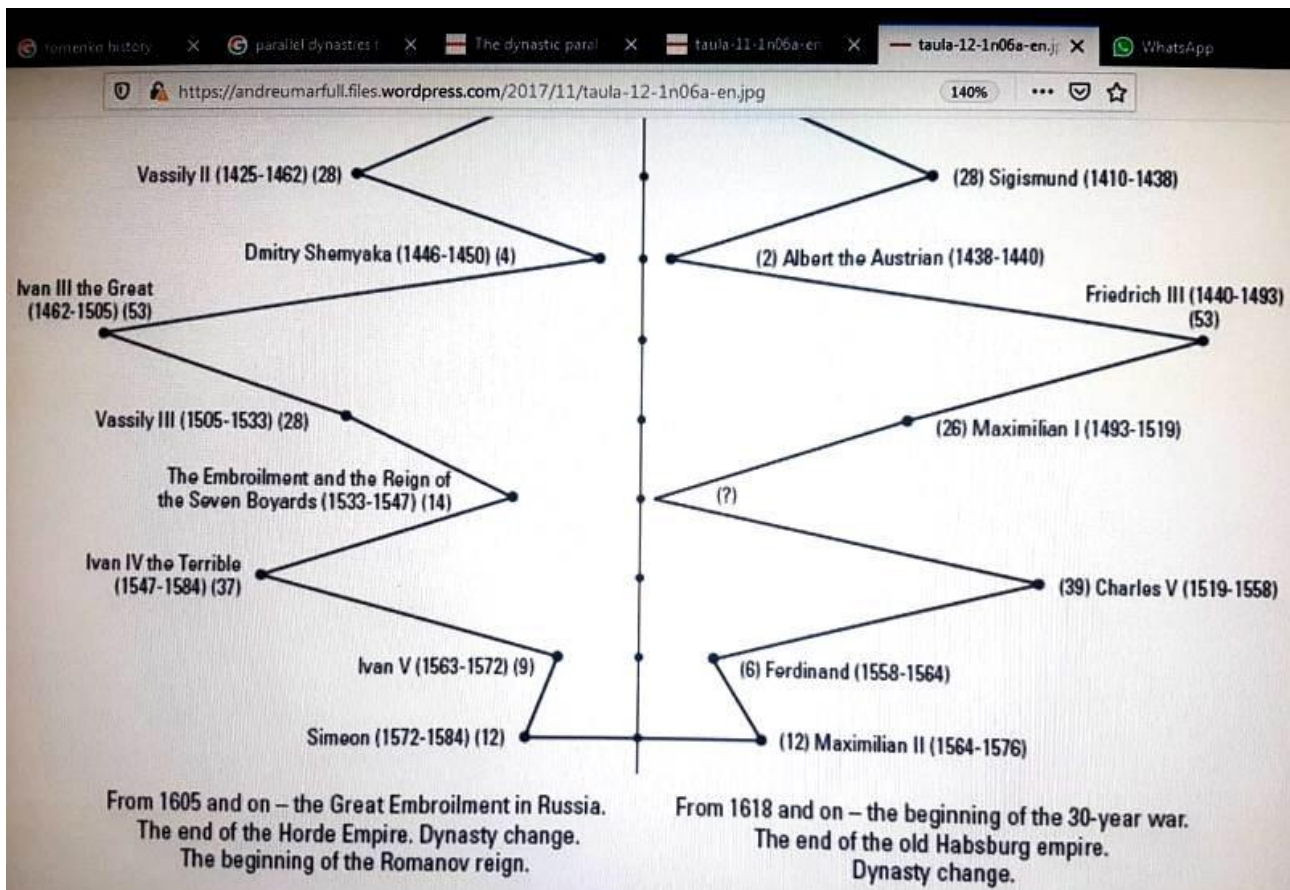 romenko history
parallel dynasties t
The dynastic paral
taula-11-1n06a-en
taula-12-1n06a-en.j
WhatsApp
https://andreumarfull.files.wordpress.com/2017/11/taula-12-1n06a-en.jpg
140%
Vassily II (1425-1462) (28)
(28) Sigismund (1410-1438)
Dmitry Shemyaka (1446-1450) (4)
(2) Albert the Austrian (1438-1440)
Ivan III the Great
(1462-1505) (53)
Friedrich III (1440-1493)
(53)
Vassily III (1505-1533) (28)
(26) Maximilian I (1493-1519)
The Embroilment and the Reign of
the Seven Boyards (1533-1547) (14)
(?)
Ivan IV the Terrible
(1547-1584) (37)
(39) Charles V (1519-1558)
Ivan V (1563-1572) (9)
(6) Ferdinand (1558-1564)
Simeon (1572-1584) (12)
(12) Maximilian II (1564-1576)
From 1605 and on – the Great Embroilment in Russia.
The end of the Horde Empire. Dynasty change.
The beginning of the Romanov reign.
From 1618 and on – the beginning of the 30-year war.
The end of the old Habsburg empire.
Dynasty change.